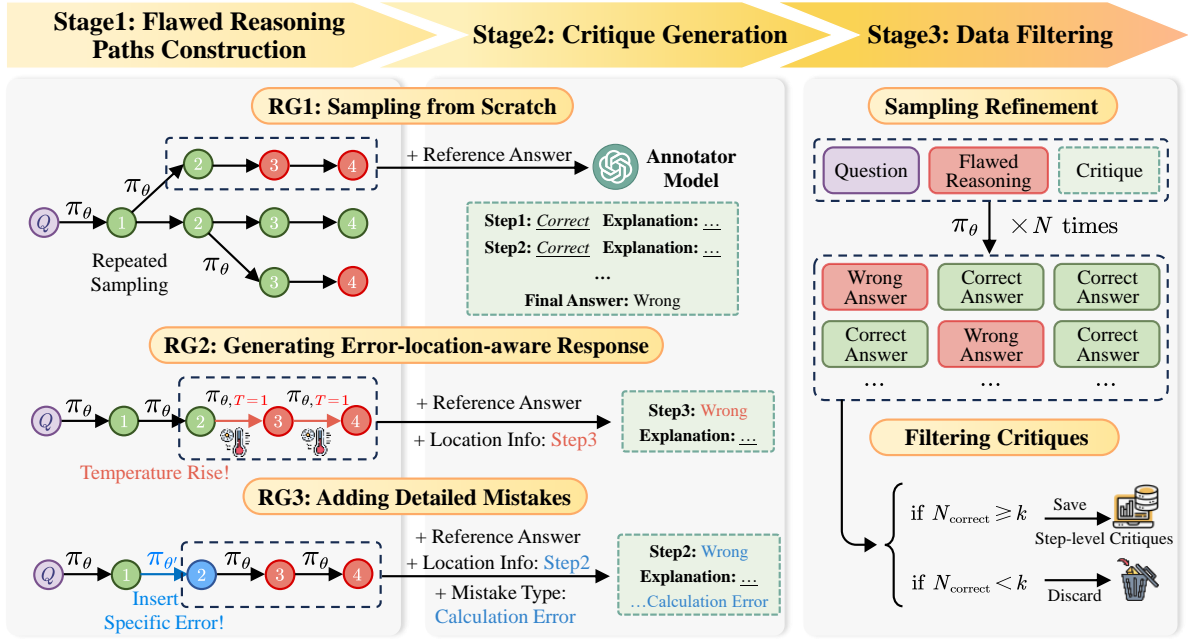 Stage1: Flawed Reasoning
Paths Construction
Stage2: Critique Generation
Stage3: Data Filtering
RG1: Sampling from Scratch
2
3
4
+ Reference Answer
Annotator
Model
π_θ
π_θ
Q
1
2
3
4
Repeated
Sampling
π_θ
3
4
Step1: Correct Explanation: ...
Step2: Correct Explanation: ...
...
Final Answer: Wrong
RG2: Generating Error-location-aware Response
π_θ
π_θ
π_θ,T=1
π_θ,T=1
Q
1
2
3
4
Temperature Rise!
+ Reference Answer
+ Location Info: Step3
Step3: Wrong
Explanation: ...
RG3: Adding Detailed Mistakes
π_θ
π_θ'
π_θ
π_θ
Q
1
2
3
4
Insert
Specific Error!
+ Reference Answer
+ Location Info: Step2
+ Mistake Type:
Calculation Error
Step2: Wrong
Explanation: ...
...Calculation Error
Sampling Refinement
Question
Flawed
Reasoning
Critique
π_θ × N times
Wrong
Answer
Correct
Answer
Correct
Answer
Correct
Answer
Wrong
Answer
Correct
Answer
... ... ...
Filtering Critiques
if N_correct ⩾ k
Save
Step-level Critiques
if N_correct < k
Discard